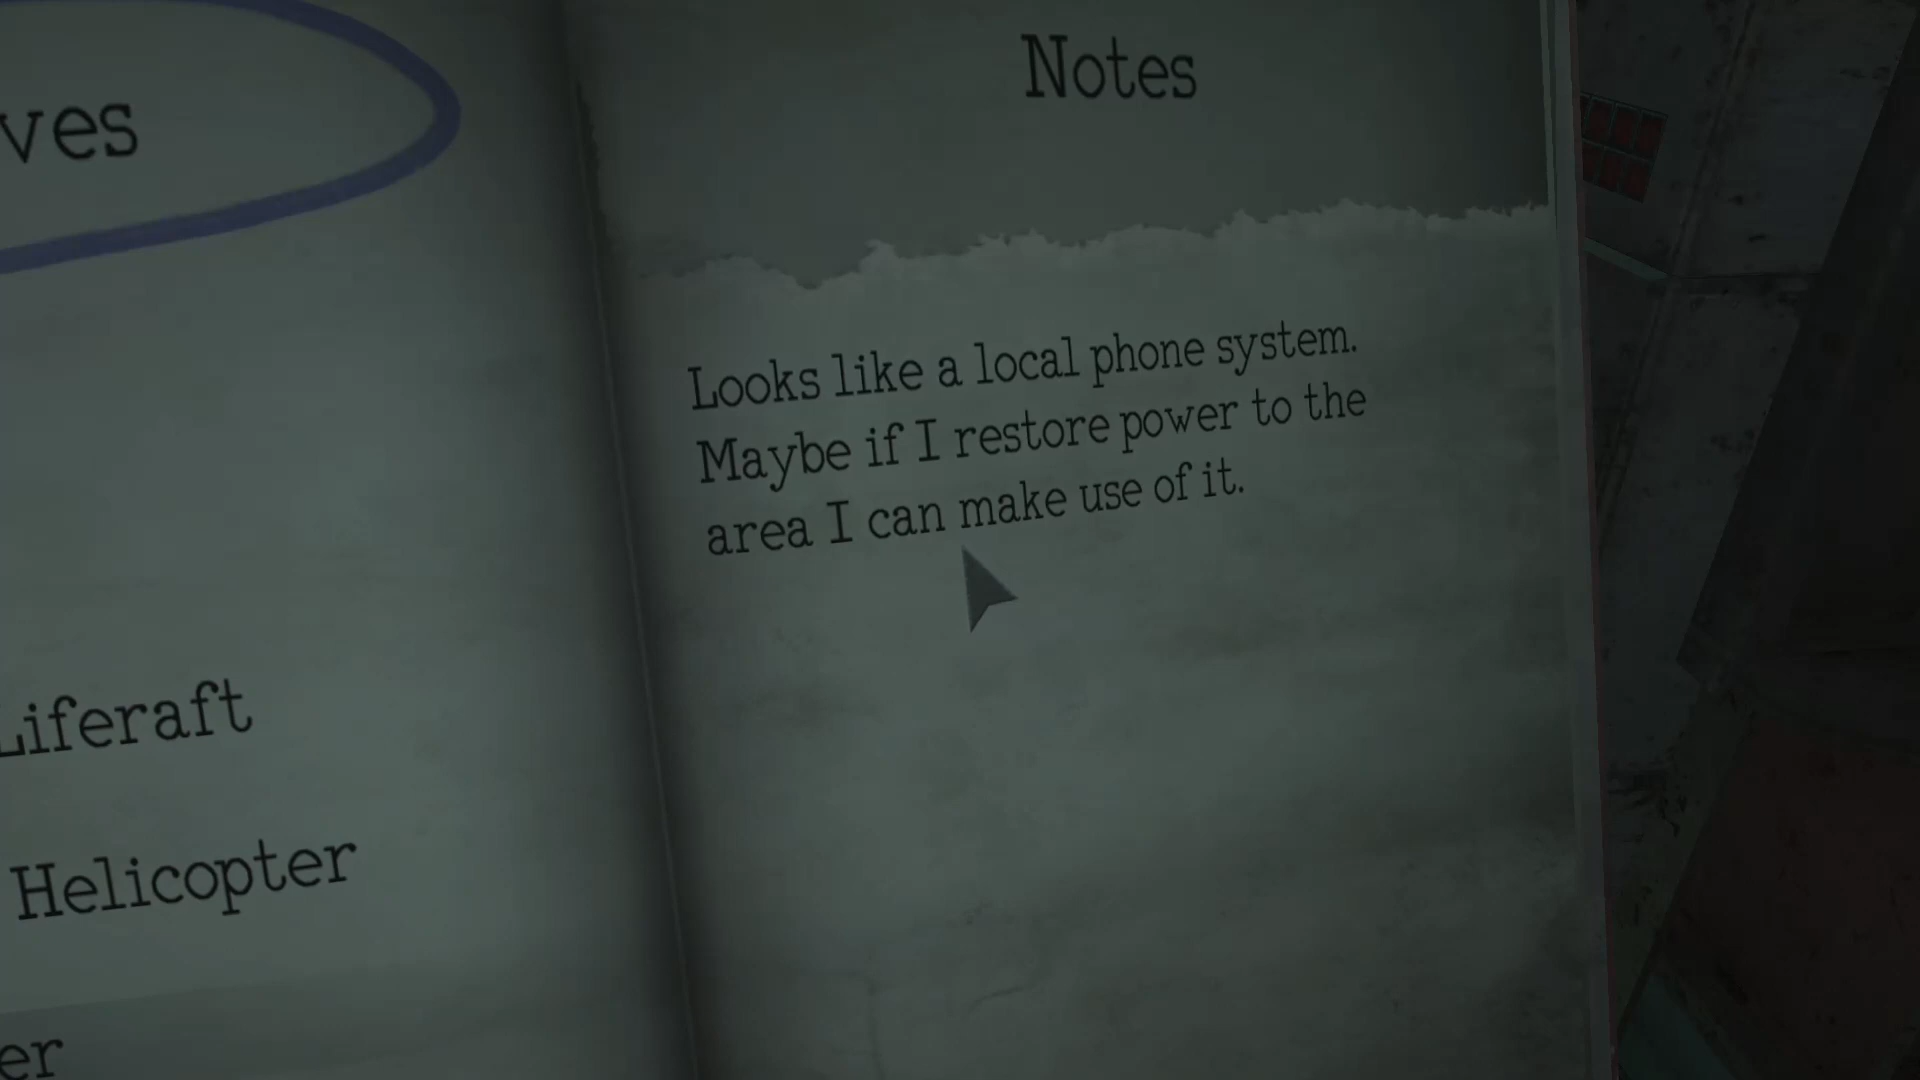 ves
Liferaft
Helicopter
er
Notes
Looks like a local phone system.
Maybe if I restore power to the
area I can make use of it.